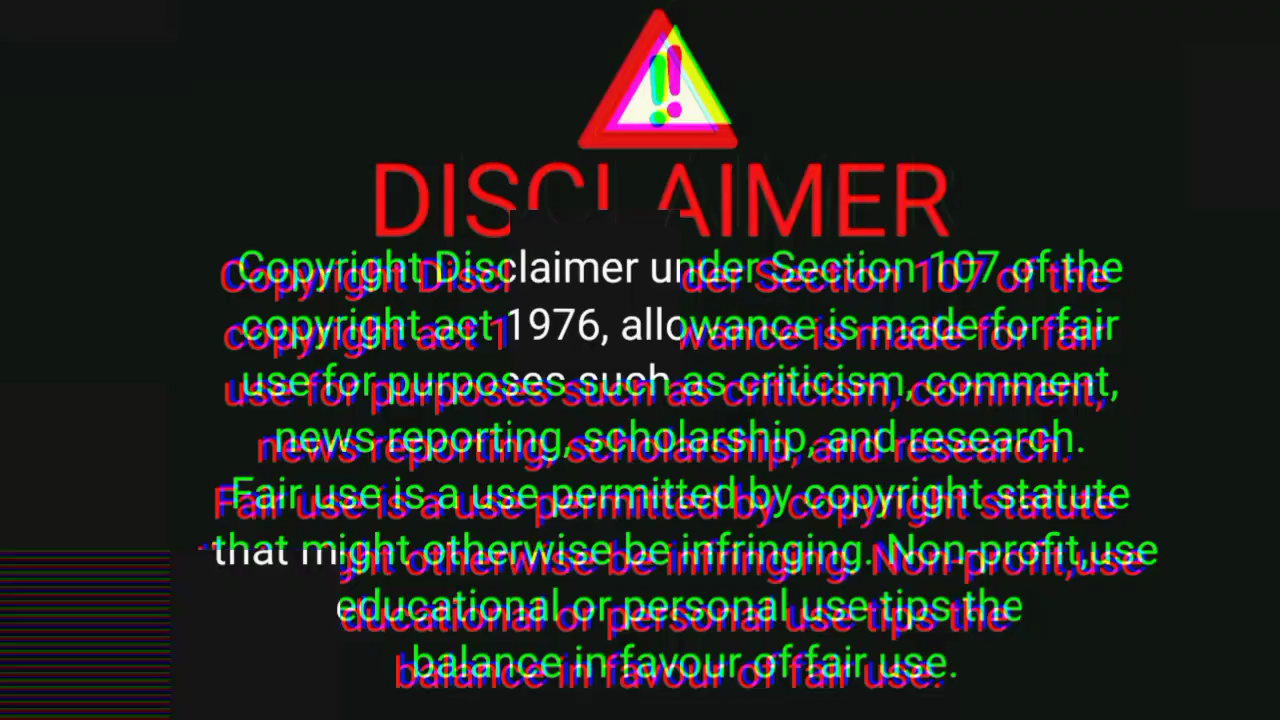 !!
DISCLAIMER
Copyright Disclaimer under Section 107 of the
copyright act 1976, allowance is made for fair
use for purposes such as criticism, comment,
news reporting, scholarship, and research.
Fair use is a use permitted by copyright statute
that might otherwise be infringing. Non-profit,use
educational or personal use tips the
balance in favour of fair use.